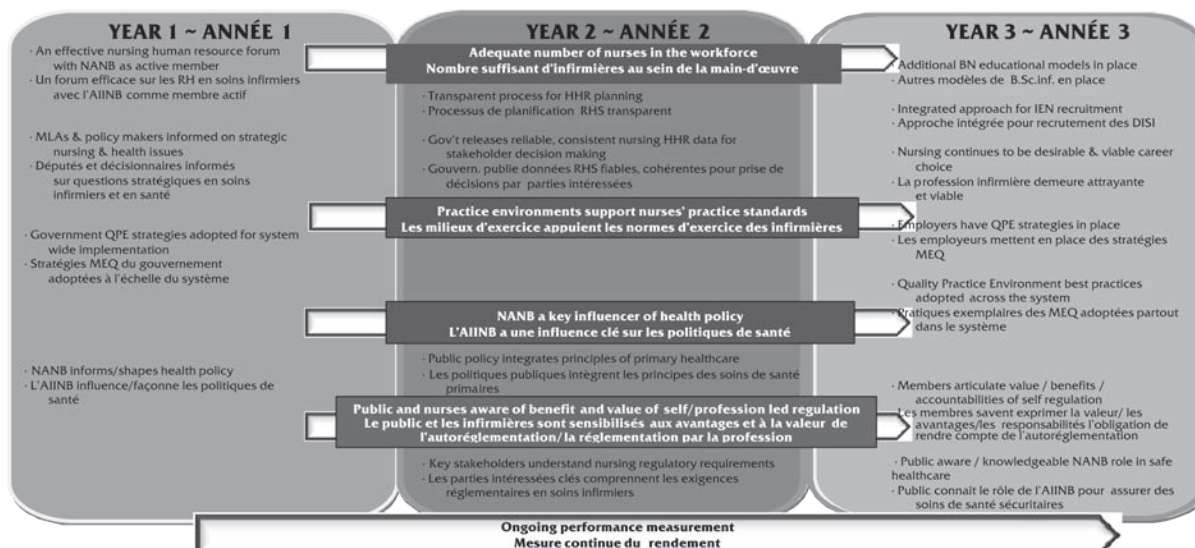 YEAR 1 ~ ANNÉE 1
· An effective nursing human resource forum
with NANB as active member
· Un forum efficace sur les RH en soins infirmiers
avec l'AIINB comme membre actif
· MLAs & policy makers informed on strategic
nursing & health issues
· Députés et décisionnaires informés
sur questions stratégiques en soins
infirmiers et en santé
· Government QPE strategies adopted for system
wide implementation
· Stratégies MEQ du gouvernement
adoptées à l'échelle du système
· NANB informs/shapes health policy
· L'AIINB influence/façonne les politiques de
santé
YEAR 2 ~ ANNÉE 2
Adequate number of nurses in the workforce
Nombre suffisant d'infirmières au sein de la main-d'œuvre
· Transparent process for HHR planning
· Processus de planification RHS transparent
· Gov't releases reliable, consistent nursing HHR data for
stakeholder decision making
· Gouvern. publie données RHS fiables, cohérentes pour prise de
décisions par parties intéressées
Practice environments support nurses' practice standards
Les milieux d'exercice appuient les normes d'exercice des infirmières
NANB a key influencer of health policy
L'AIINB a une influence clé sur les politiques de santé
· Public policy integrates principles of primary healthcare
· Les politiques publiques intègrent les principes des soins de santé
primaires
Public and nurses aware of benefit and value of self/profession led regulation
Le public et les infirmières sont sensibilisés aux avantages et à la valeur de
l'autoréglementation/la réglementation par la profession
· Key stakeholders understand nursing regulatory requirements
· Les parties intéressées clés comprennent les exigences
réglementaires en soins infirmiers
YEAR 3 ~ ANNÉE 3
· Additional BN educational models in place
· Autres modèles de B.Sc.inf. en place
· Integrated approach for IEN recruitment
· Approche intégrée pour recrutement des DISI
· Nursing continues to be desirable & viable career
choice
· La profession infirmière demeure attrayante
et viable
· Employers have QPE strategies in place
· Les employeurs mettent en place des stratégies
MEQ
· Quality Practice Environment best practices
adopted across the system
· Pratiques exemplaires des MEQ adoptées partout
dans le système
· Members articulate value / benefits /
accountabilities of self regulation
· Les membres savent exprimer la valeur/ les
avantages/les responsabilités l'obligation de
rendre compte de l'autoréglementation
· Public aware / knowledgeable NANB role in safe
healthcare
· Public connait le rôle de l'AIINB pour assurer des
soins de santé sécuritaires
Ongoing performance measurement
Mesure continue du rendement